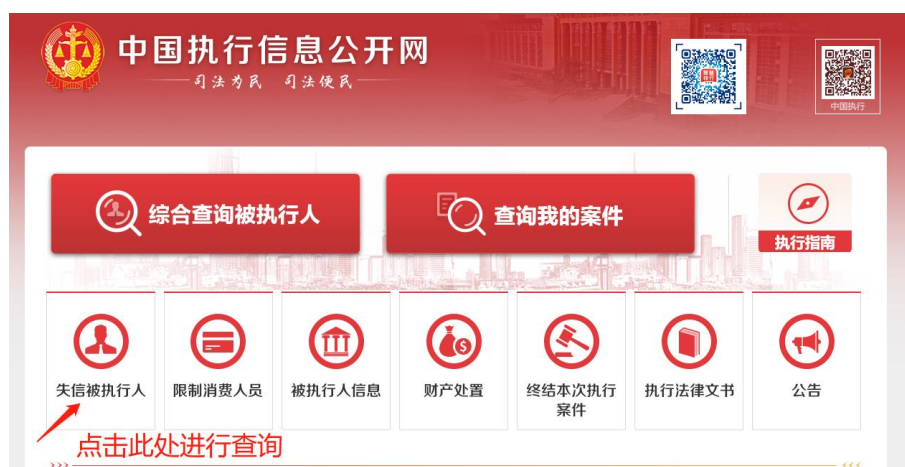 中国执行信息公开网
司法为民 司法便民
中国执行
综合查询被执行人
查询我的案件
执行指南
失信被执行人
限制消费人员
被执行人信息
财产处置
终结本次执行
案件
执行法律文书
公告
点击此处进行查询